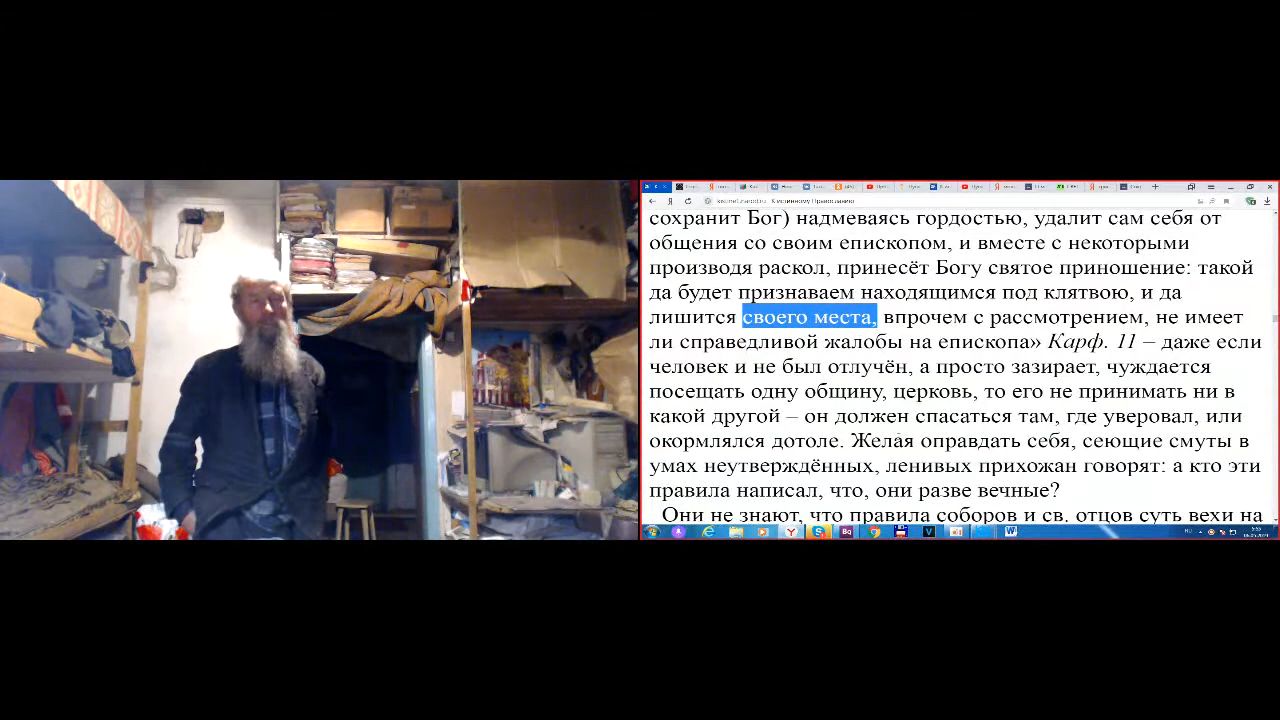 kistine1.narod.ru К истинному Православию
сохранит Бог) надмеваясь гордостью, удалит сам себя от
общения со своим епископом, и вместе с некоторыми
производя раскол, принесёт Богу святое приношение: такой
да будет признаваем находящимся под клятвою, и да
лишится своего места, впрочем с рассмотрением, не имеет
ли справедливой жалобы на епископа» Карф. 11 – даже если
человек и не был отлучён, а просто зазирает, чуждается
посещать одну общину, церковь, то его не принимать ни в
какой другой – он должен спасаться там, где уверовал, или
окормлялся дотоле. Желая оправдать себя, сеющие смуты в
умах неутверждённых, ленивых прихожан говорят: а кто эти
правила написал, что, они разве вечные?
Они не знают, что правила соборов и св. отцов суть вехи на